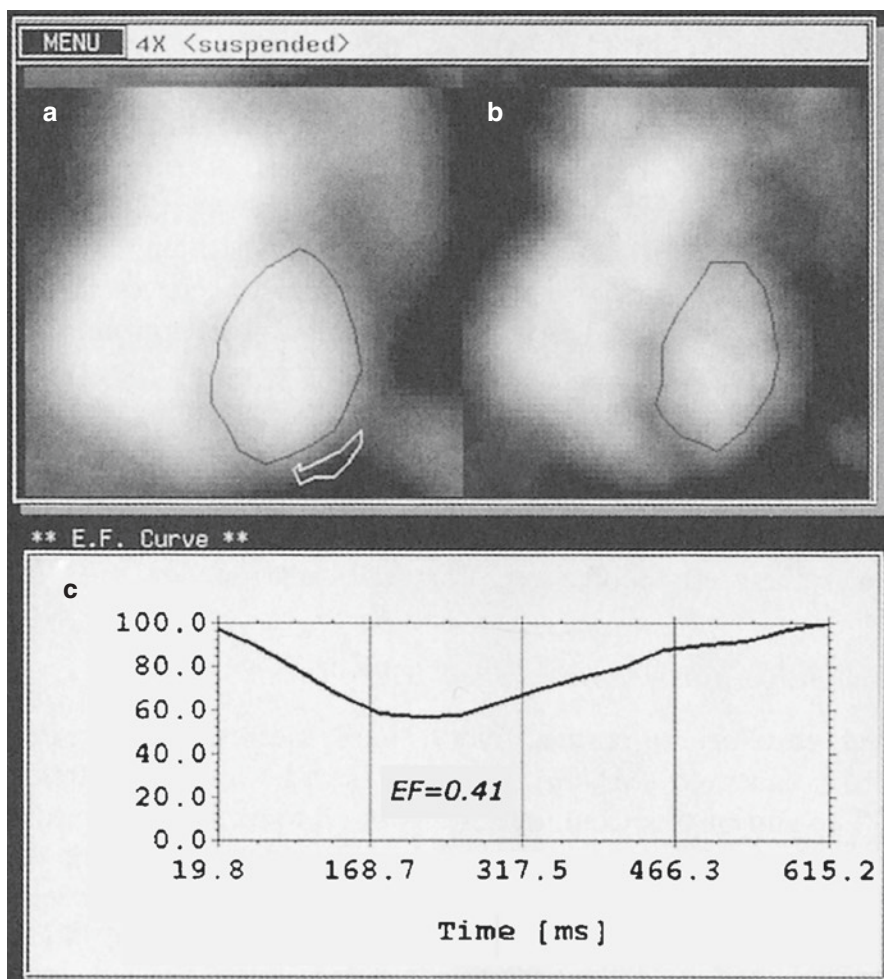 MENU 4X <suspended>
a b
** E.F. Curve **
c
100.0
80.0
60.0
40.0
20.0
0.0
EF=0.41
19.8 168.7 317.5 466.3 615.2
Time [ms]